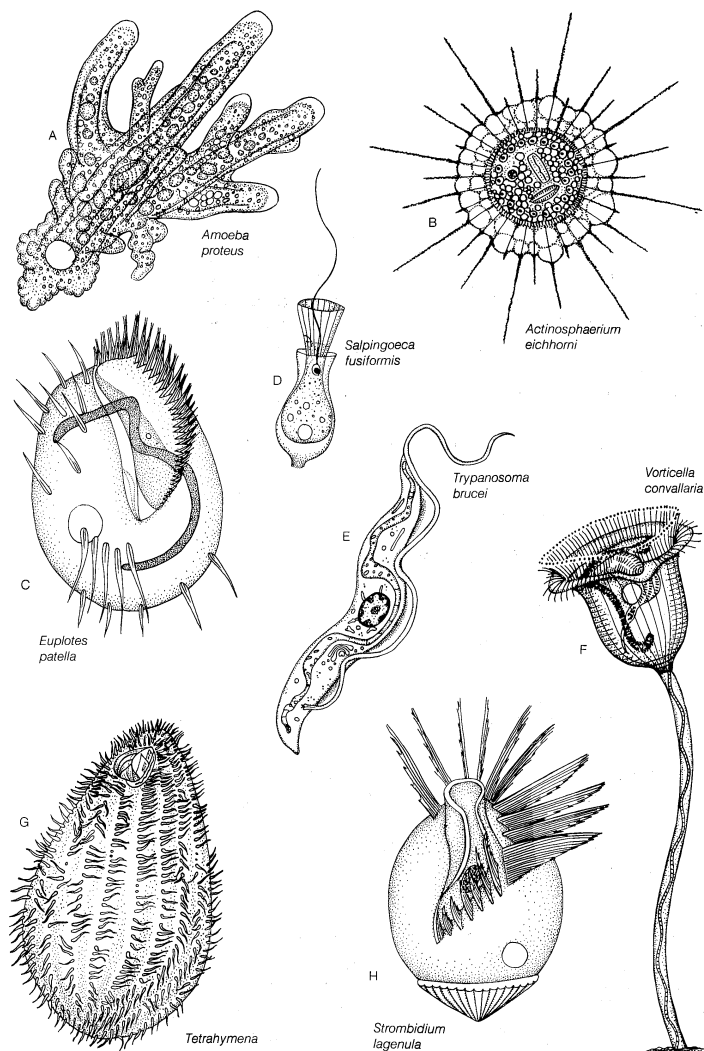 A
Amoeba
proteus
B
Actinosphaerium
eichhorni
D
Salpingoeca
fusiformis
C
Euplotes
patella
E
Trypanosoma
brucei
Vorticella
convallaria
F
G
Tetrahymena
H
Strombidium
lagenula